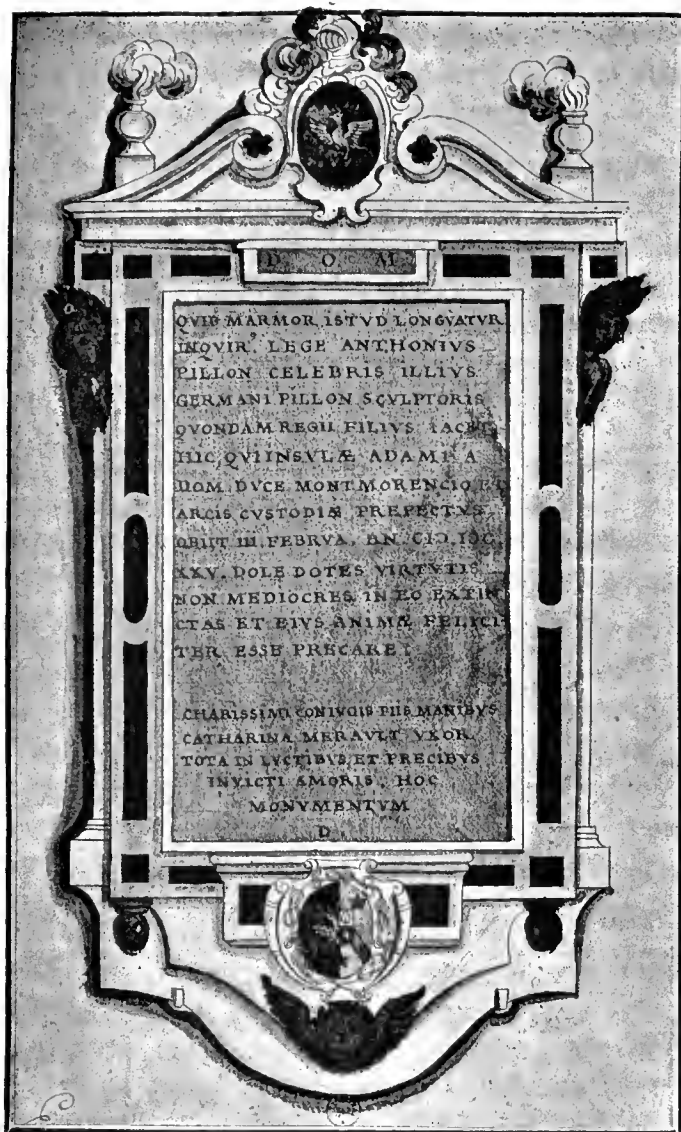 D O M
QVID MARMOR ISTVD LONGVATVR
INQVIR. LEGE ANTHONIVS
PILLON CELEBRIS ILLIVS
GERMANI PILLON SCVLPTORIS
QVONDAM REGII FILIVS IACET
HIC QVI INSVLÆ ADAMI A
DOM. DVCE MONTMORENCIO ET
ARCIS CVSTODIÆ PREPECTVS
OBIIT III. FEBRVA. AN. CIƆ. IƆC.
XXV. DOLE DOTES VIRTVTIS
NON MEDIOCRES IN EO EXTIN
CTAS ET EIVS ANIMÆ FELICI-
TER ESSE PRECARE.
CHARISSIMI CONIVGIS PIIS MANIBVS
CATHARINA MERAVLT VXOR
TOTA IN LVCTIBVS ET PRECIBVS
INVICTI AMORIS, HOC
MONVMENTVM
D.